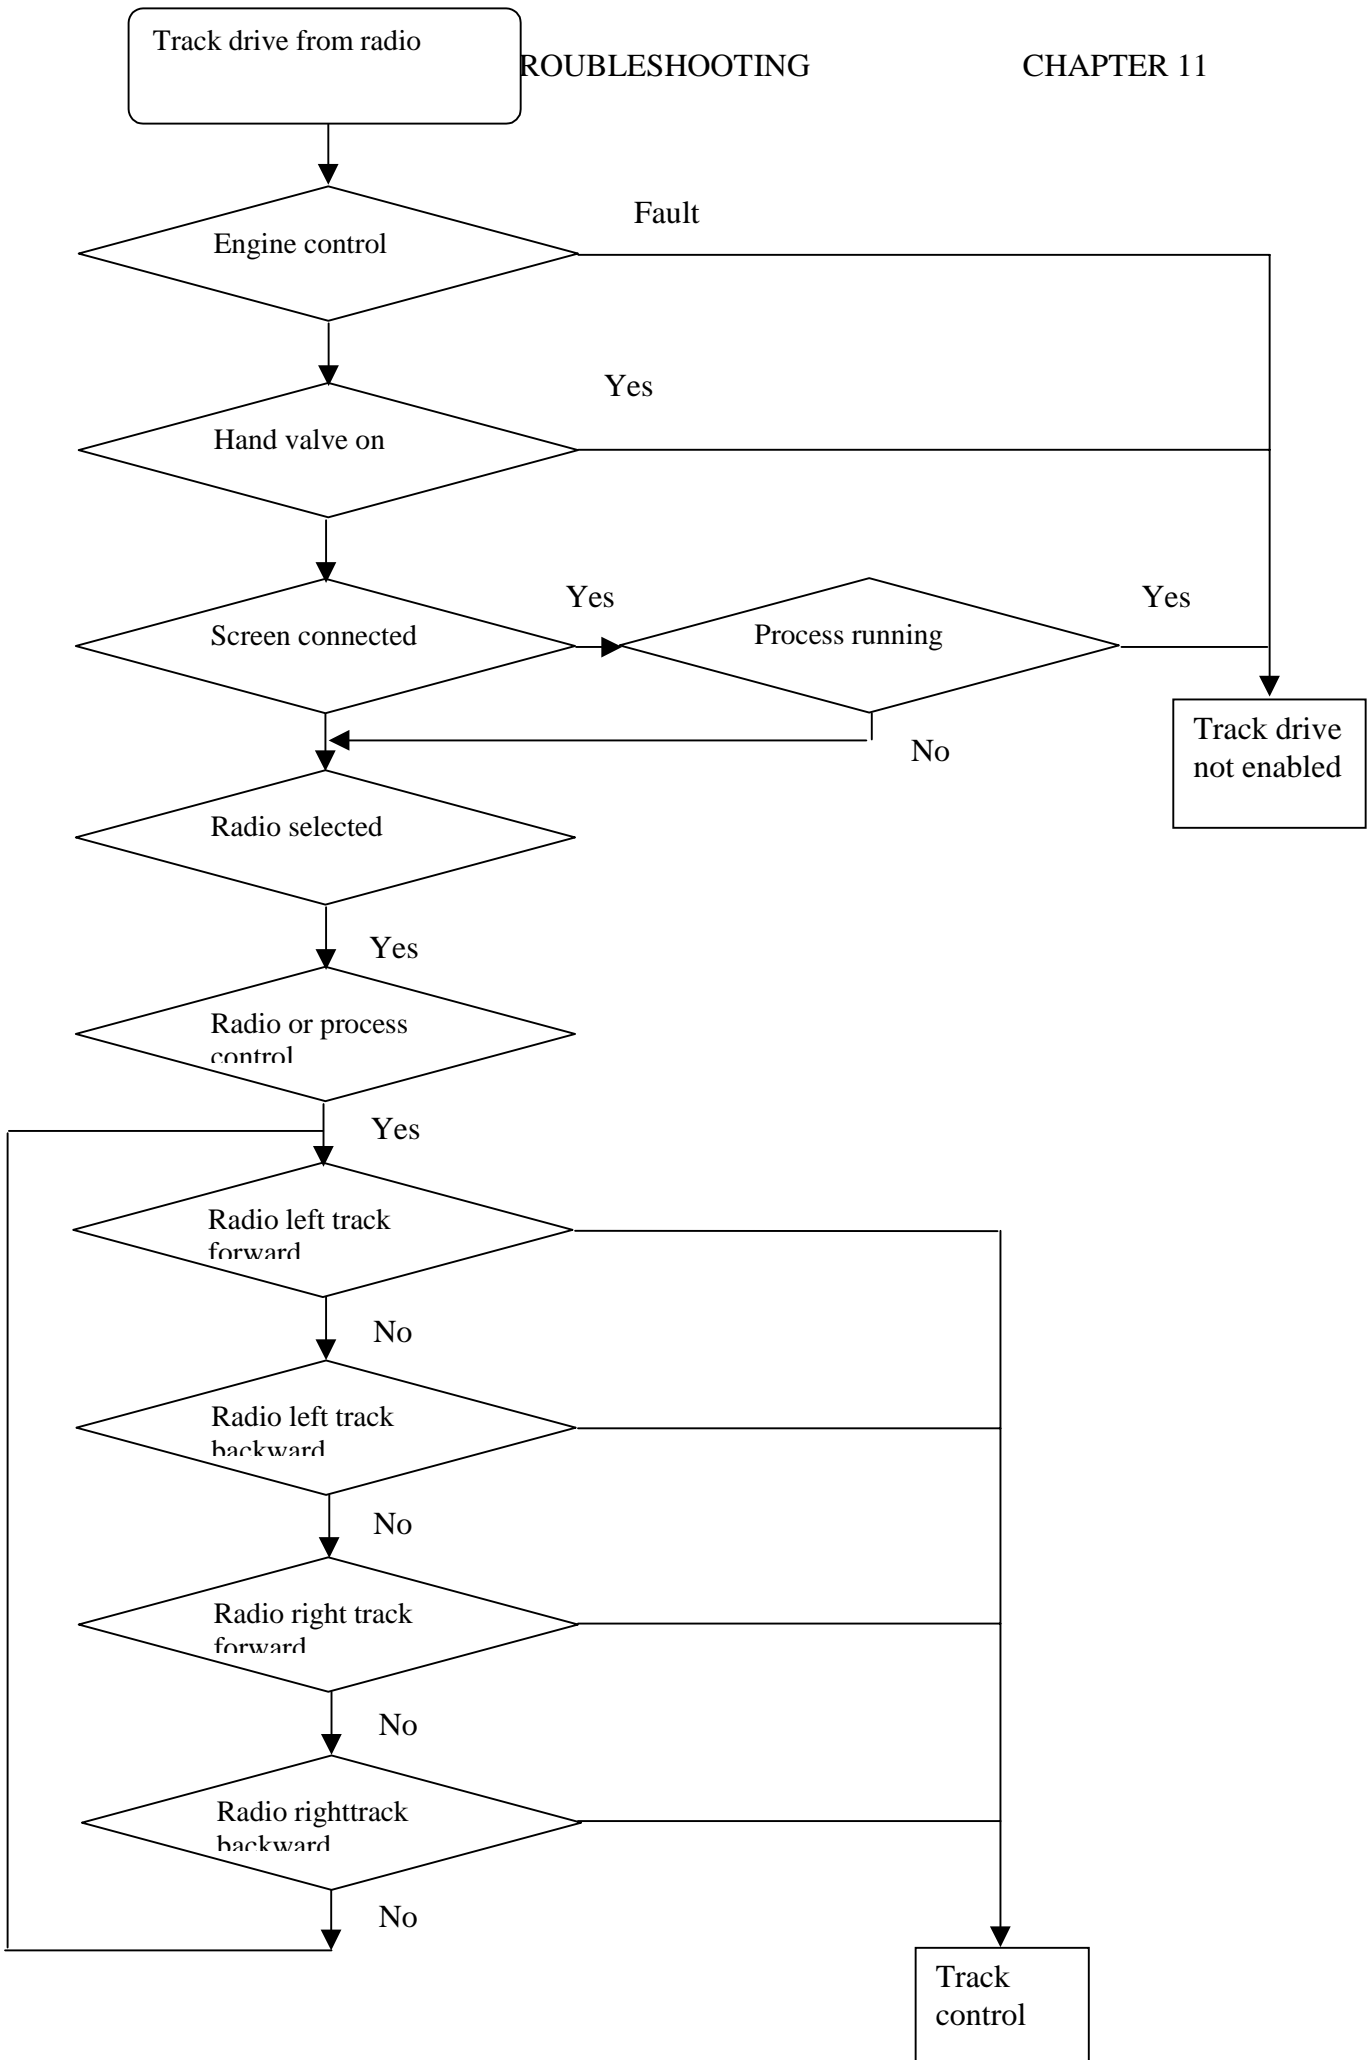 Track drive from radio
ROUBLESHOOTING CHAPTER 11
Fault
Engine control
Yes
Hand valve on
Yes
Yes
Screen connected
Process running
Track drive
not enabled
No
Radio selected
Yes
Radio or process
control
Yes
Radio left track
forward
No
Radio left track
backward
No
Radio right track
forward
No
Radio righttrack
backward
No
Track
control